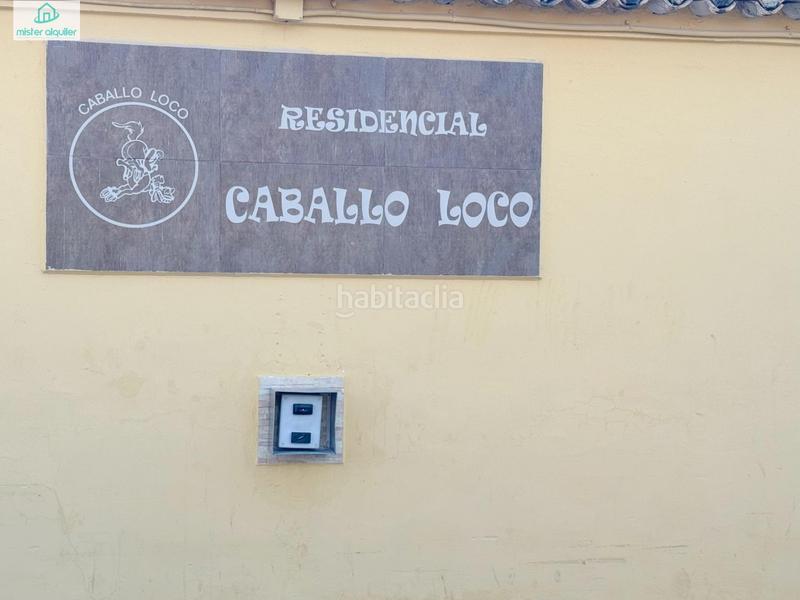 mister alquiler
CABALLO LOCO
RESIDENCIAL
CABALLO LOCO
habitaclia